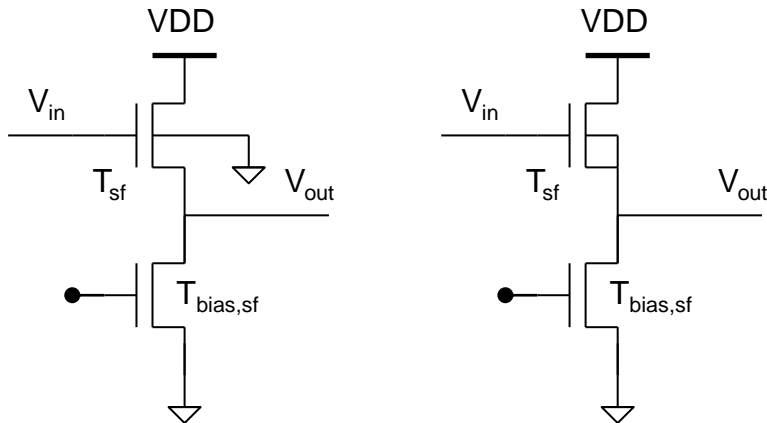 VDD
V_in
T_sf
V_out
T_bias,sf
VDD
V_in
T_sf
V_out
T_bias,sf